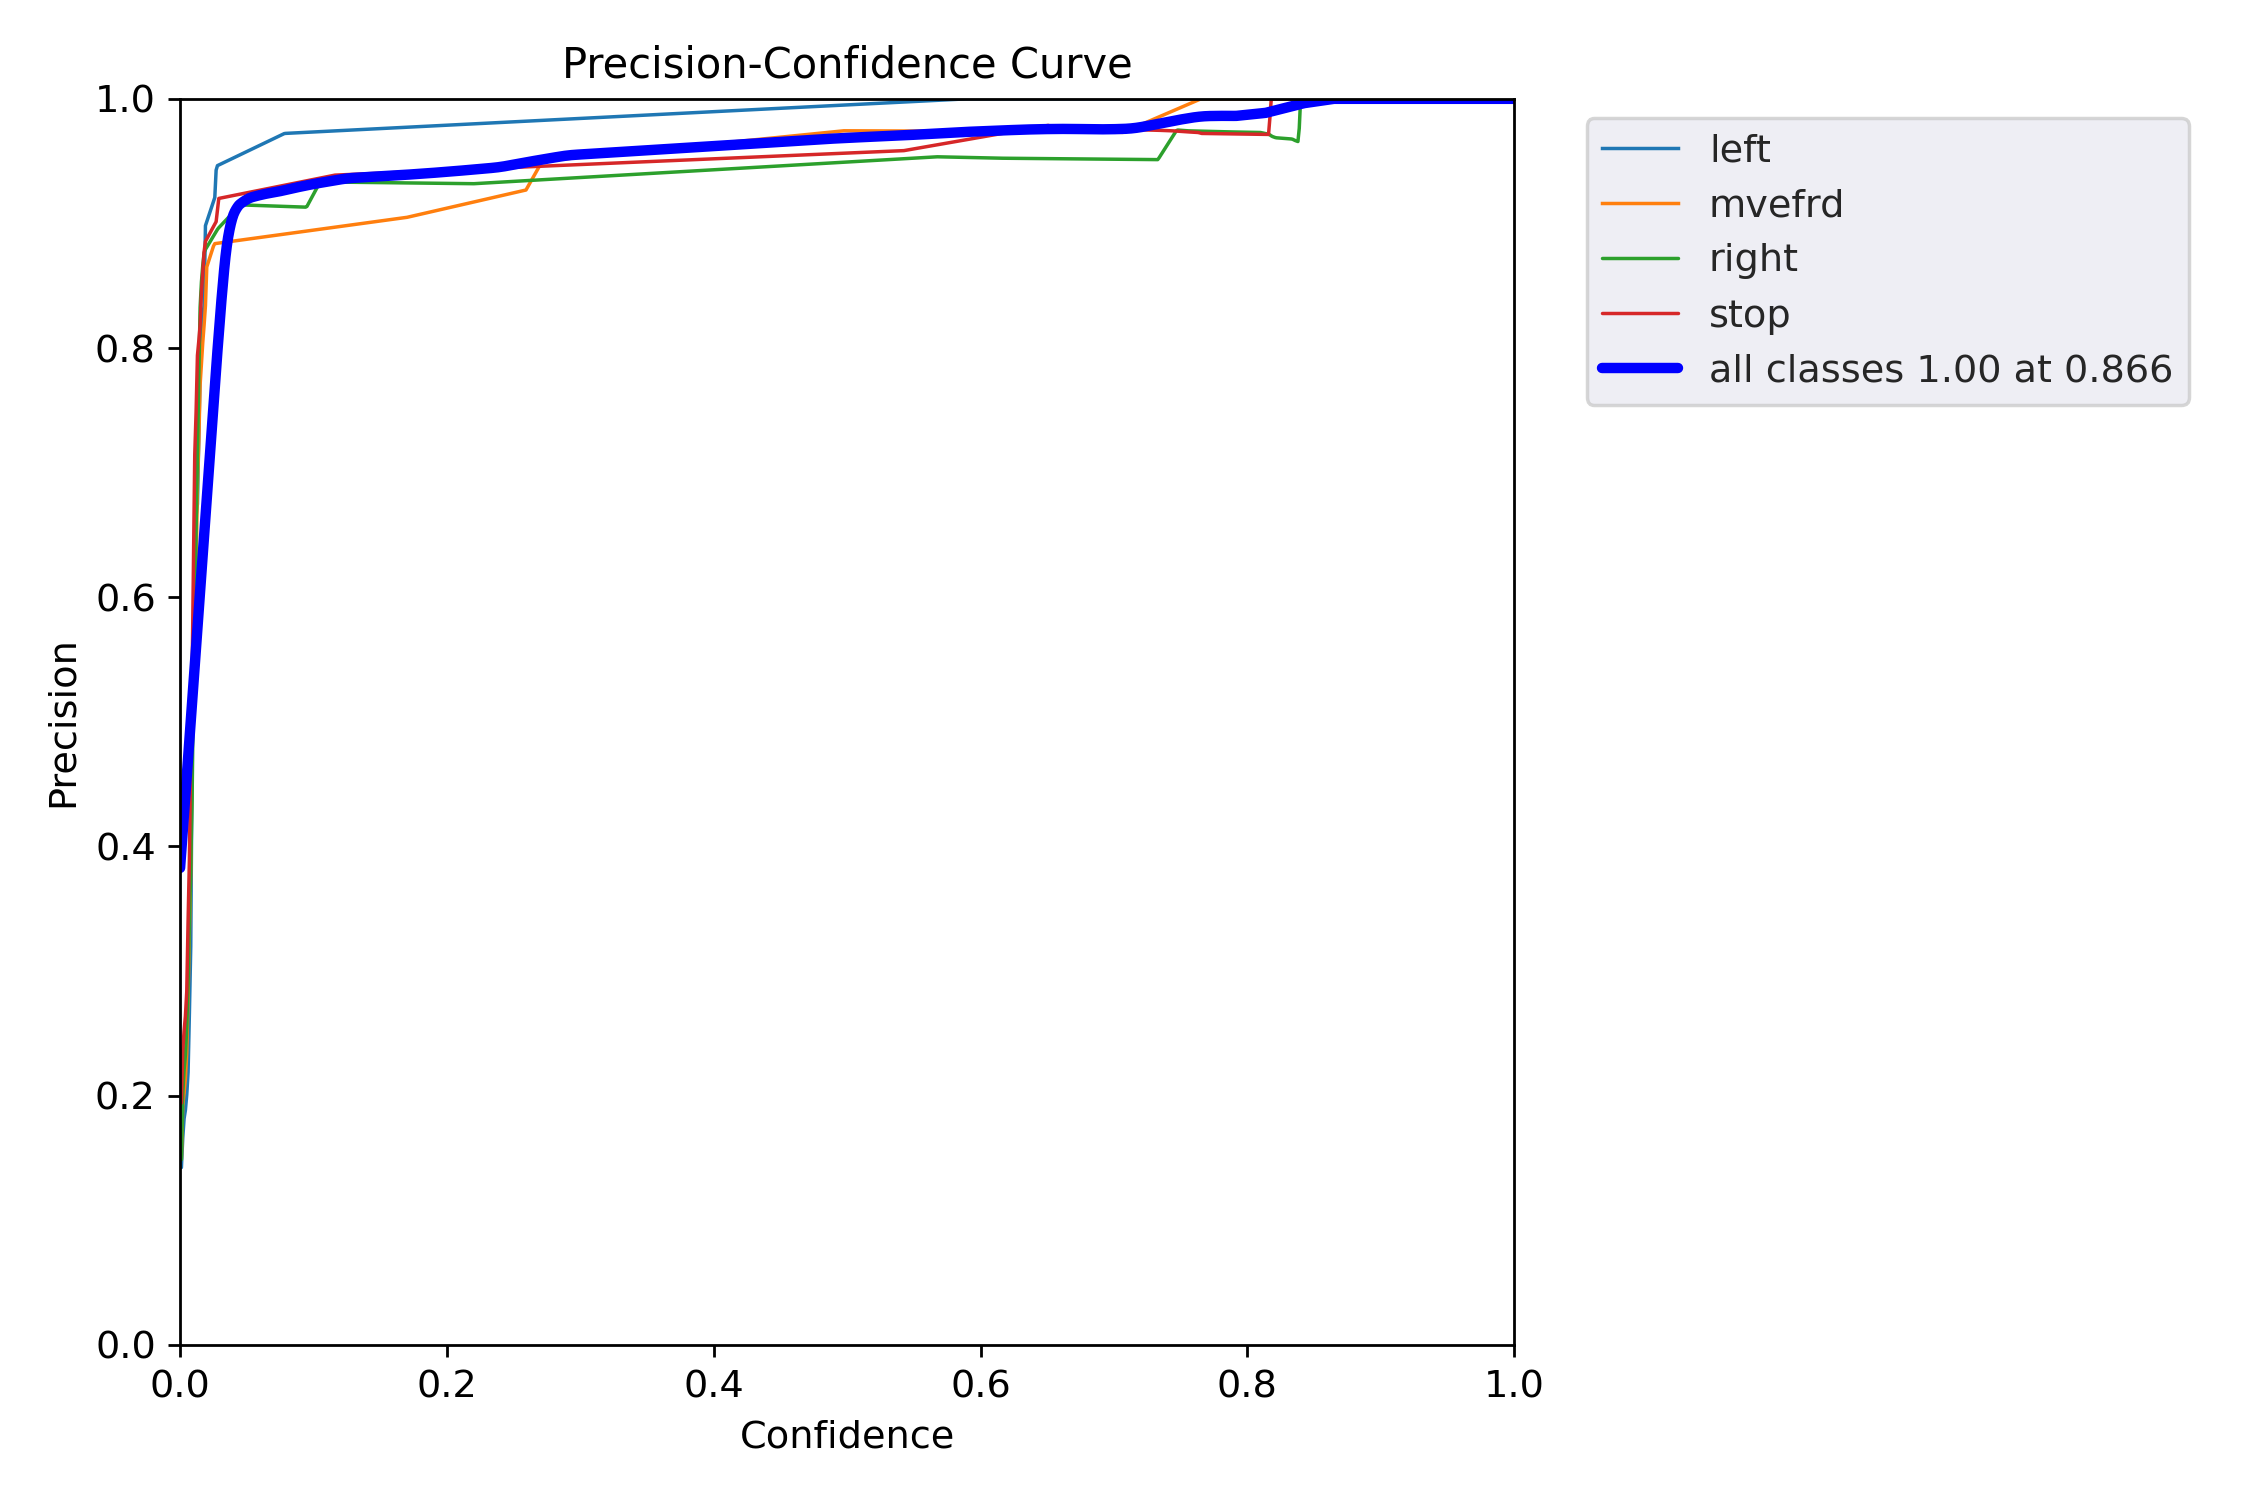 Precision-Confidence Curve
1.0
0.8
0.6
0.4
0.2
0.0
Precision
0.0 0.2 0.4 0.6 0.8 1.0
Confidence
left
mvefrd
right
stop
all classes 1.00 at 0.866